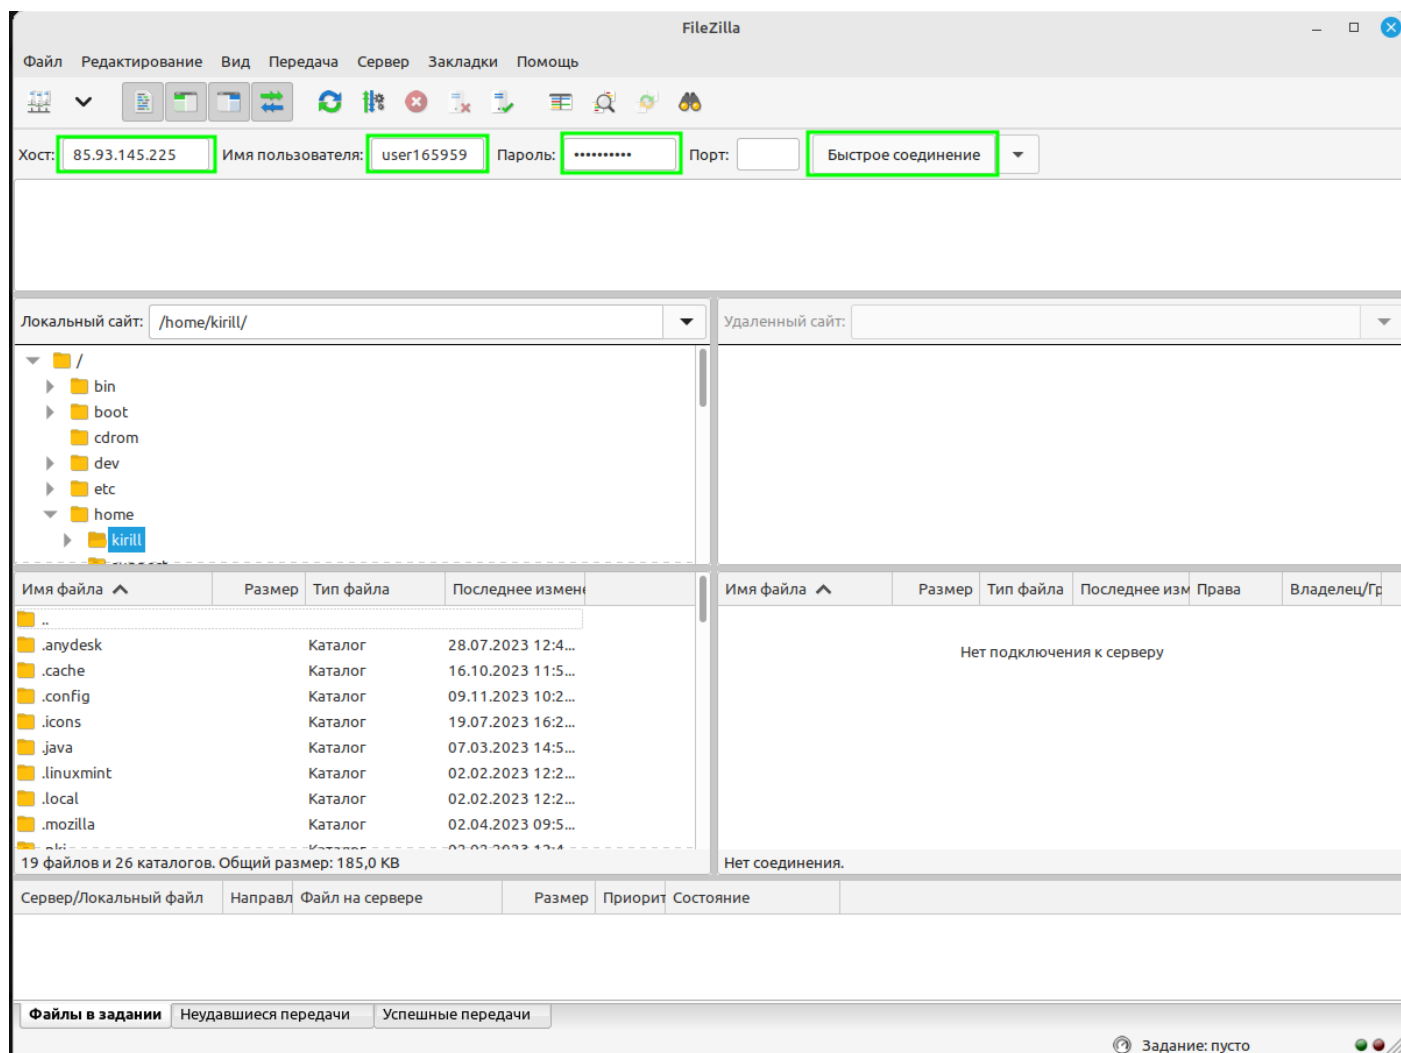 FileZilla
Файл Редактирование Вид Передача Сервер Закладки Помощь
Хост: 85.93.145.225 Имя пользователя: user165959 Пароль: •••••••••• Порт: Быстрое соединение
Локальный сайт: /home/kirill/
Удаленный сайт:
/
bin
boot
cdrom
dev
etc
home
kirill
Имя файла Размер Тип файла Последнее измене
..
.anydesk Каталог 28.07.2023 12:4...
.cache Каталог 16.10.2023 11:5...
.config Каталог 09.11.2023 10:2...
.icons Каталог 19.07.2023 16:2...
.java Каталог 07.03.2023 14:5...
.linuxmint Каталог 02.02.2023 12:2...
.local Каталог 02.02.2023 12:2...
.mozilla Каталог 02.04.2023 09:5...
19 файлов и 26 каталогов. Общий размер: 185,0 КВ
Имя файла Размер Тип файла Последнее изм Права Владелец/Гр
Нет подключения к серверу
Нет соединения.
Сервер/Локальный файл Направл Файл на сервере Размер Приорит Состояние
Файлы в задании Неудавшиеся передачи Успешные передачи
Задание: пусто